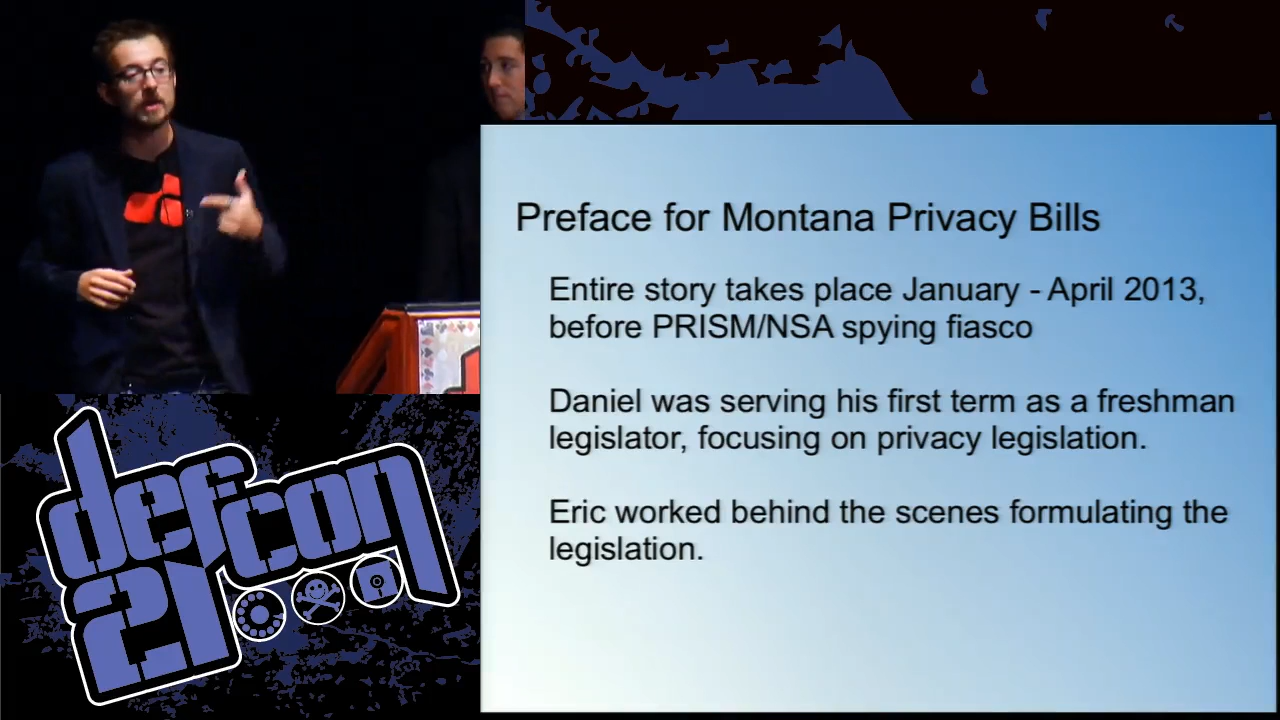 Preface for Montana Privacy Bills
Entire story takes place January - April 2013,
before PRISM/NSA spying fiasco
Daniel was serving his first term as a freshman
legislator, focusing on privacy legislation.
Eric worked behind the scenes formulating the
legislation.
defcon
21